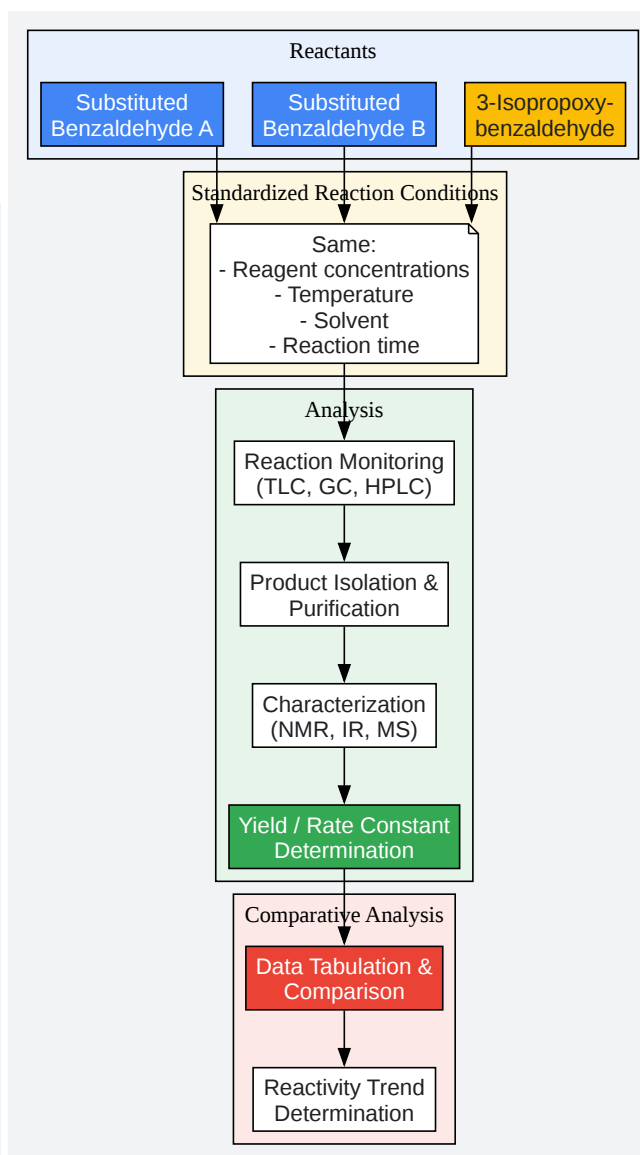 Reactants
Substituted
Benzaldehyde A
Substituted
Benzaldehyde B
3-Isopropoxy-
benzaldehyde
Standardized Reaction Conditions
Same:
- Reagent concentrations
- Temperature
- Solvent
- Reaction time
Analysis
Reaction Monitoring
(TLC, GC, HPLC)
Product Isolation &
Purification
Characterization
(NMR, IR, MS)
Yield / Rate Constant
Determination
Comparative Analysis
Data Tabulation &
Comparison
Reactivity Trend
Determination